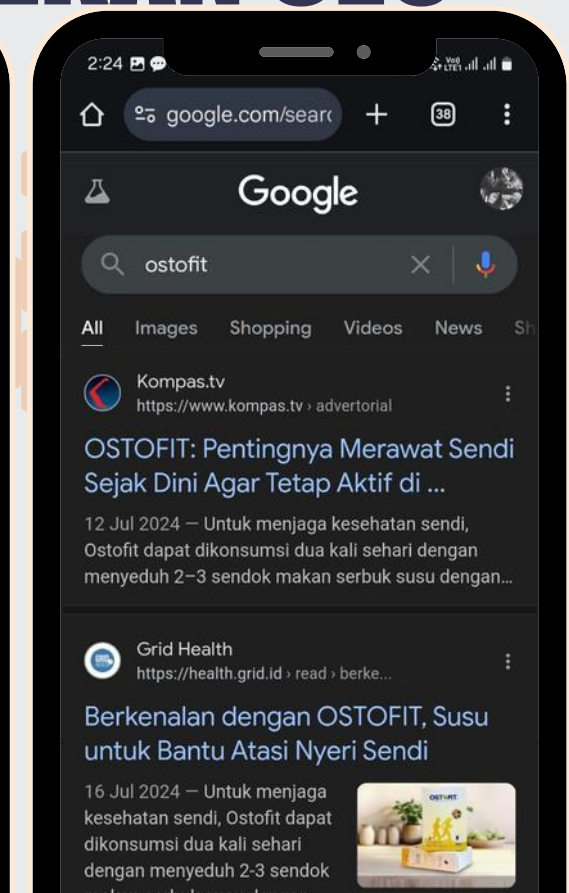 2:24
38
google.com/sear
Google
ostofit
All Images Shopping Videos News Sh
Kompas.tv
https://www.kompas.tv › advertorial
OSTOFIT: Pentingnya Merawat Sendi
Sejak Dini Agar Tetap Aktif di ...
12 Jul 2024 — Untuk menjaga kesehatan sendi,
Ostofit dapat dikonsumsi dua kali sehari dengan
menyeduh 2–3 sendok makan serbuk susu dengan...
Grid Health
https://health.grid.id › read › berke...
Berkenalan dengan OSTOFIT, Susu
untuk Bantu Atasi Nyeri Sendi
16 Jul 2024 — Untuk menjaga
kesehatan sendi, Ostofit dapat
dikonsumsi dua kali sehari
dengan menyeduh 2-3 sendok
OSTOFIT